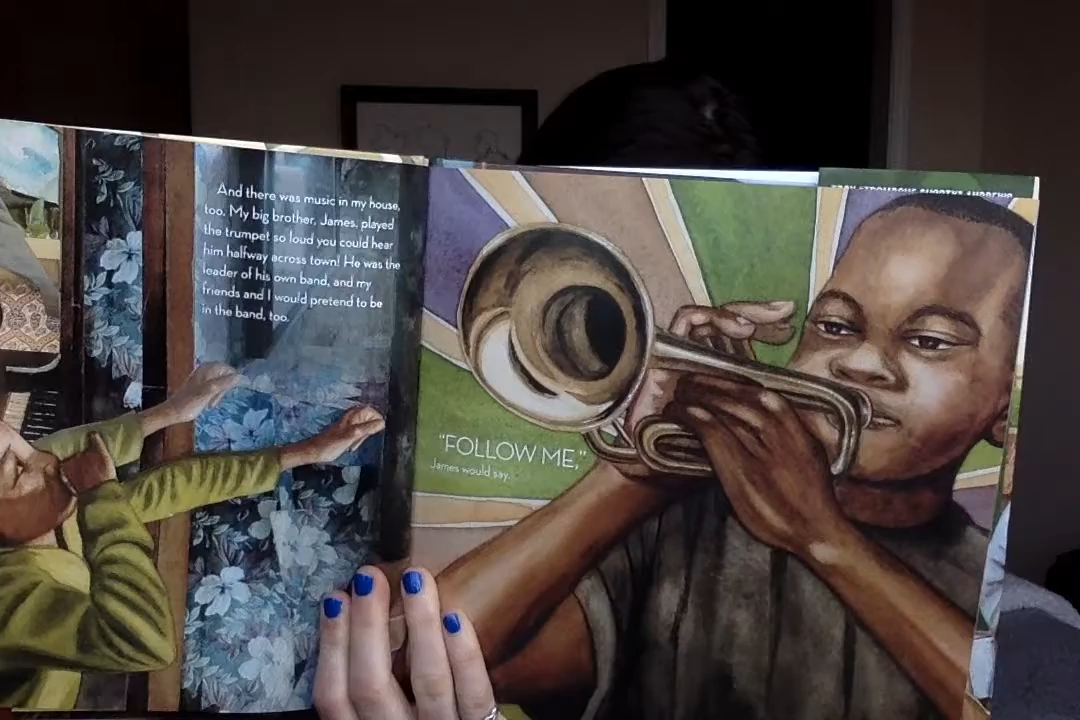 And there was music in my house,
too. My big brother, James, played
the trumpet so loud you could hear
him halfway across town! He was the
leader of his own band, and my
friends and I would pretend to be
in the band, too.
"FOLLOW ME,"
James would say.